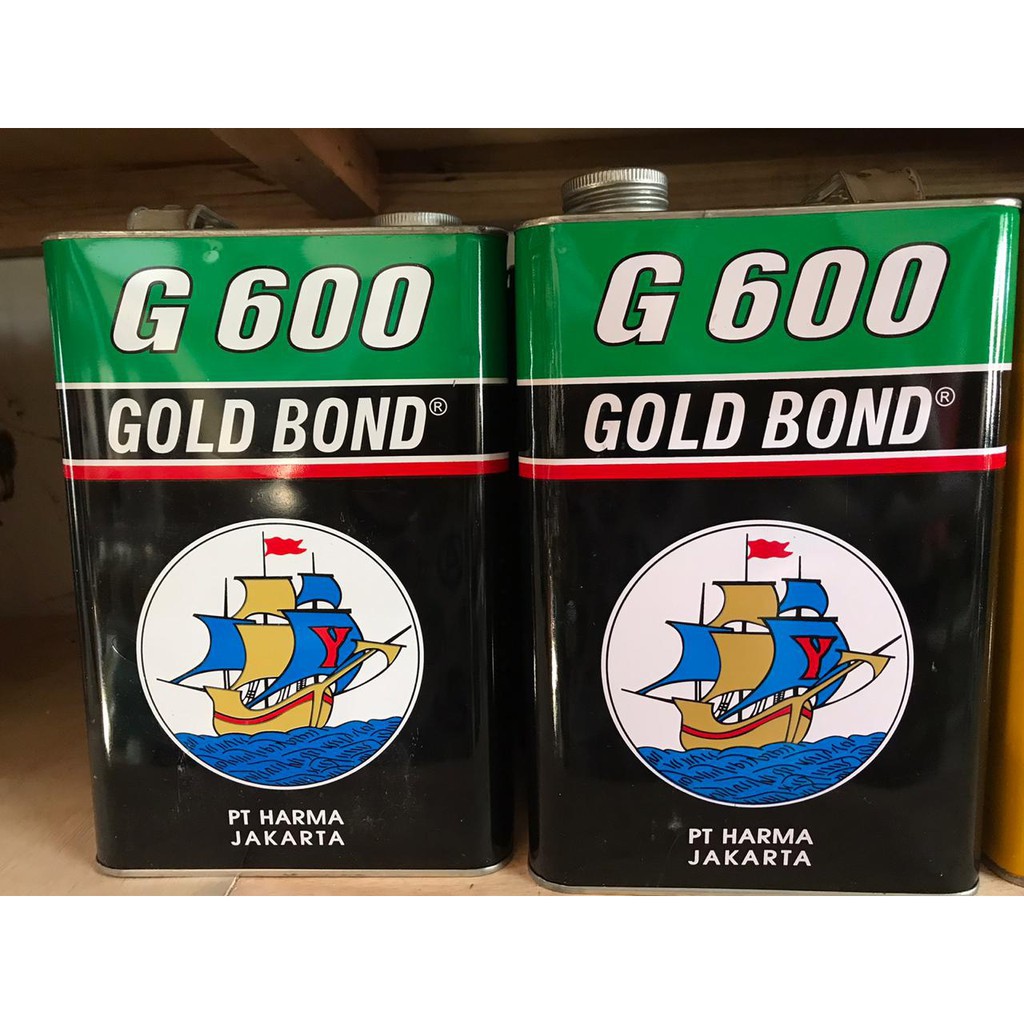 G 600
GOLD BOND®
Y
PT HARMA
JAKARTA
G 600
GOLD BOND®
Y
PT HARMA
JAKARTA